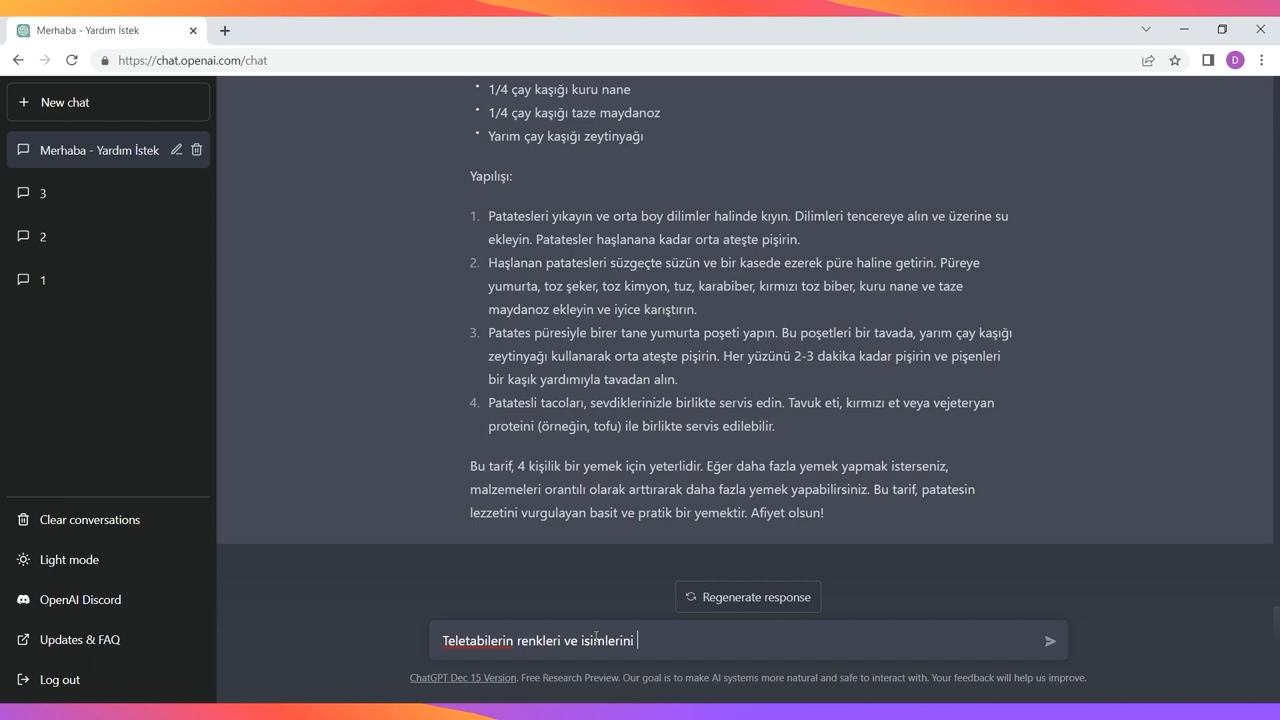 Merhaba - Yardım İstek
https://chat.openai.com/chat
D
New chat
Merhaba - Yardım İstek
3
2
1
Clear conversations
Light mode
OpenAI Discord
Updates & FAQ
Log out
• 1/4 çay kaşığı kuru nane
• 1/4 çay kaşığı taze maydanoz
• Yarım çay kaşığı zeytinyağı
Yapılışı:
1. Patatesleri yıkayın ve orta boy dilimler halinde kıyın. Dilimleri tencereye alın ve üzerine su
ekleyin. Patatesler haşlanana kadar orta ateşte pişirin.
2. Haşlanan patatesleri süzgeçte süzün ve bir kasede ezerek püre haline getirin. Püreye
yumurta, toz şeker, toz kimyon, tuz, karabiber, kırmızı toz biber, kuru nane ve taze
maydanoz ekleyin ve iyice karıştırın.
3. Patates püresiyle birer tane yumurta poşeti yapın. Bu poşetleri bir tavada, yarım çay kaşığı
zeytinyağı kullanarak orta ateşte pişirin. Her yüzünü 2-3 dakika kadar pişirin ve pişenleri
bir kaşık yardımıyla tavadan alın.
4. Patatesli tacoları, sevdiklerinizle birlikte servis edin. Tavuk eti, kırmızı et veya vejeteryan
proteini (örneğin, tofu) ile birlikte servis edilebilir.
Bu tarif, 4 kişilik bir yemek için yeterlidir. Eğer daha fazla yemek yapmak isterseniz,
malzemeleri orantılı olarak arttırarak daha fazla yemek yapabilirsiniz. Bu tarif, patatesin
lezzetini vurgulayan basit ve pratik bir yemektir. Afiyet olsun!
Regenerate response
Teletabilerin renkleri ve isimlerini
ChatGPT Dec 15 Version. Free Research Preview. Our goal is to make AI systems more natural and safe to interact with. Your feedback will help us improve.